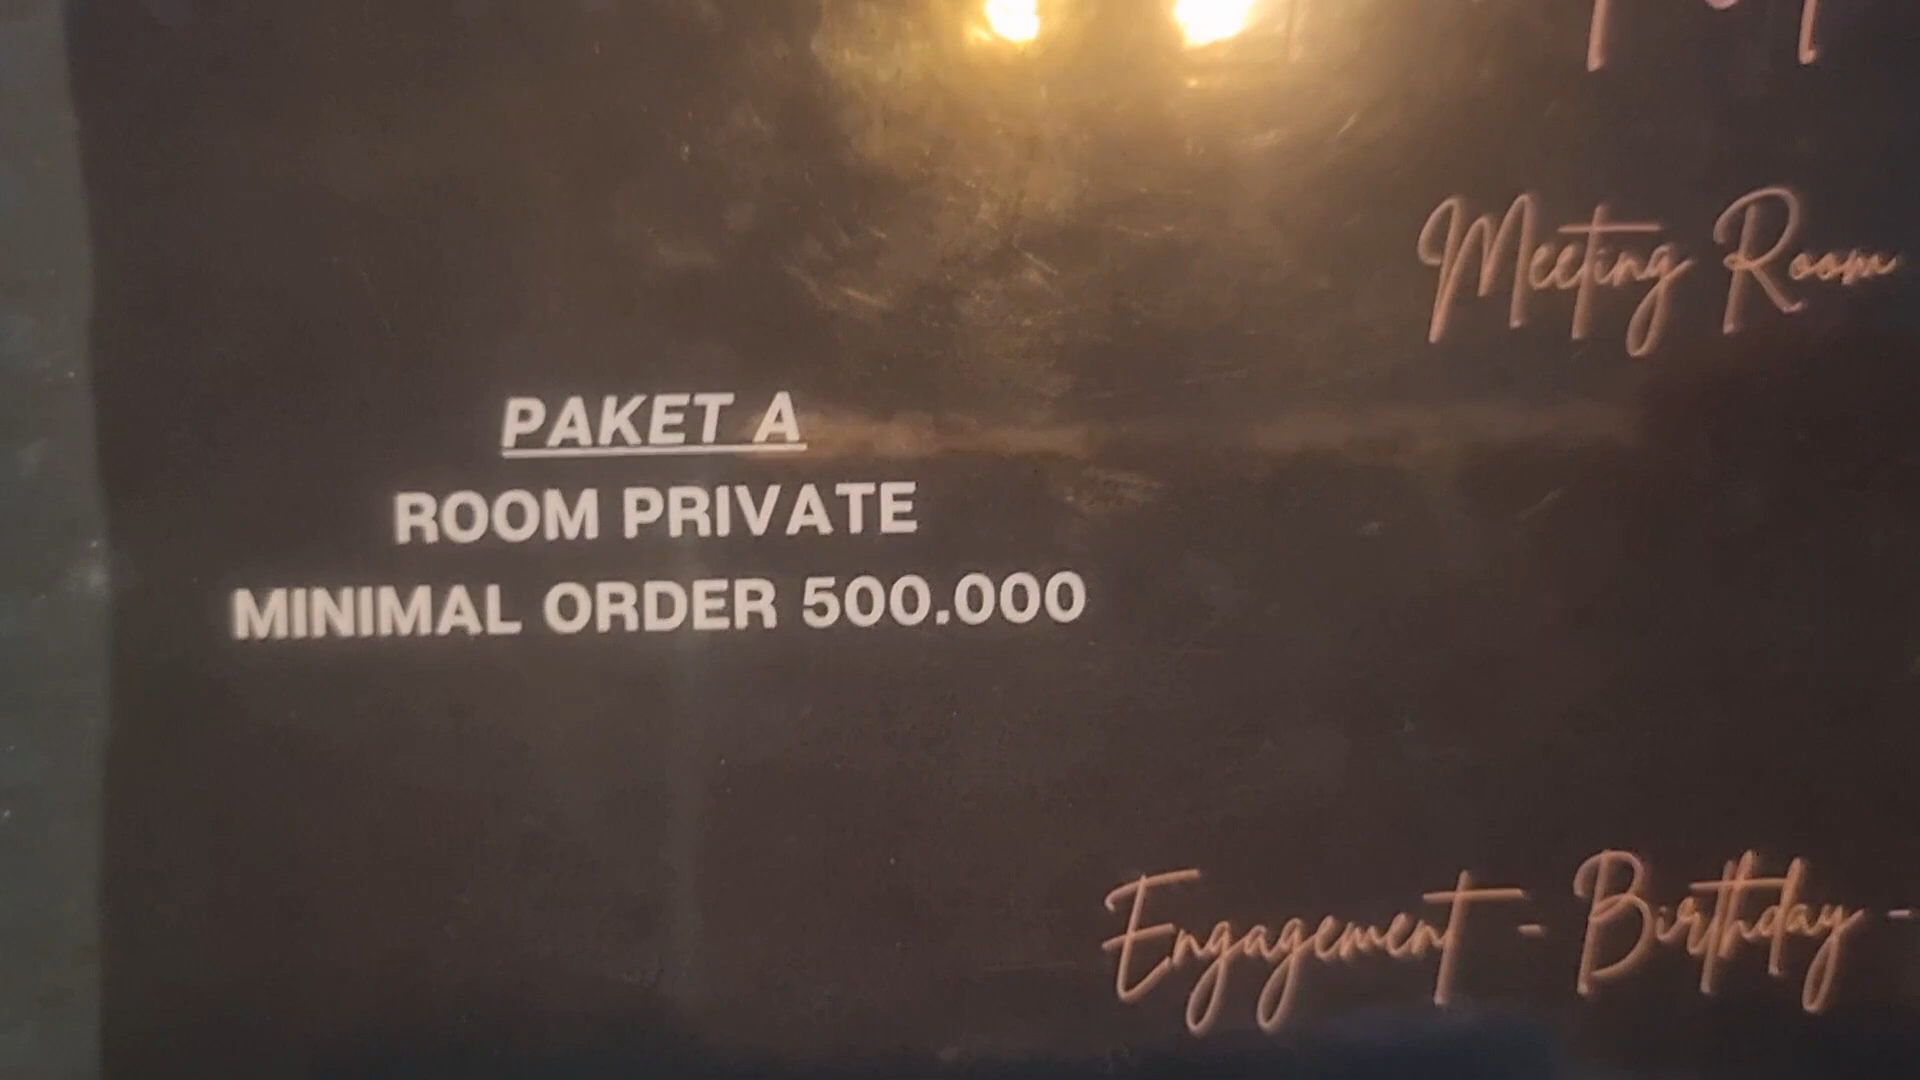 Meeting Room
PAKET A
ROOM PRIVATE
MINIMAL ORDER 500.000
Engagement - Birthday -